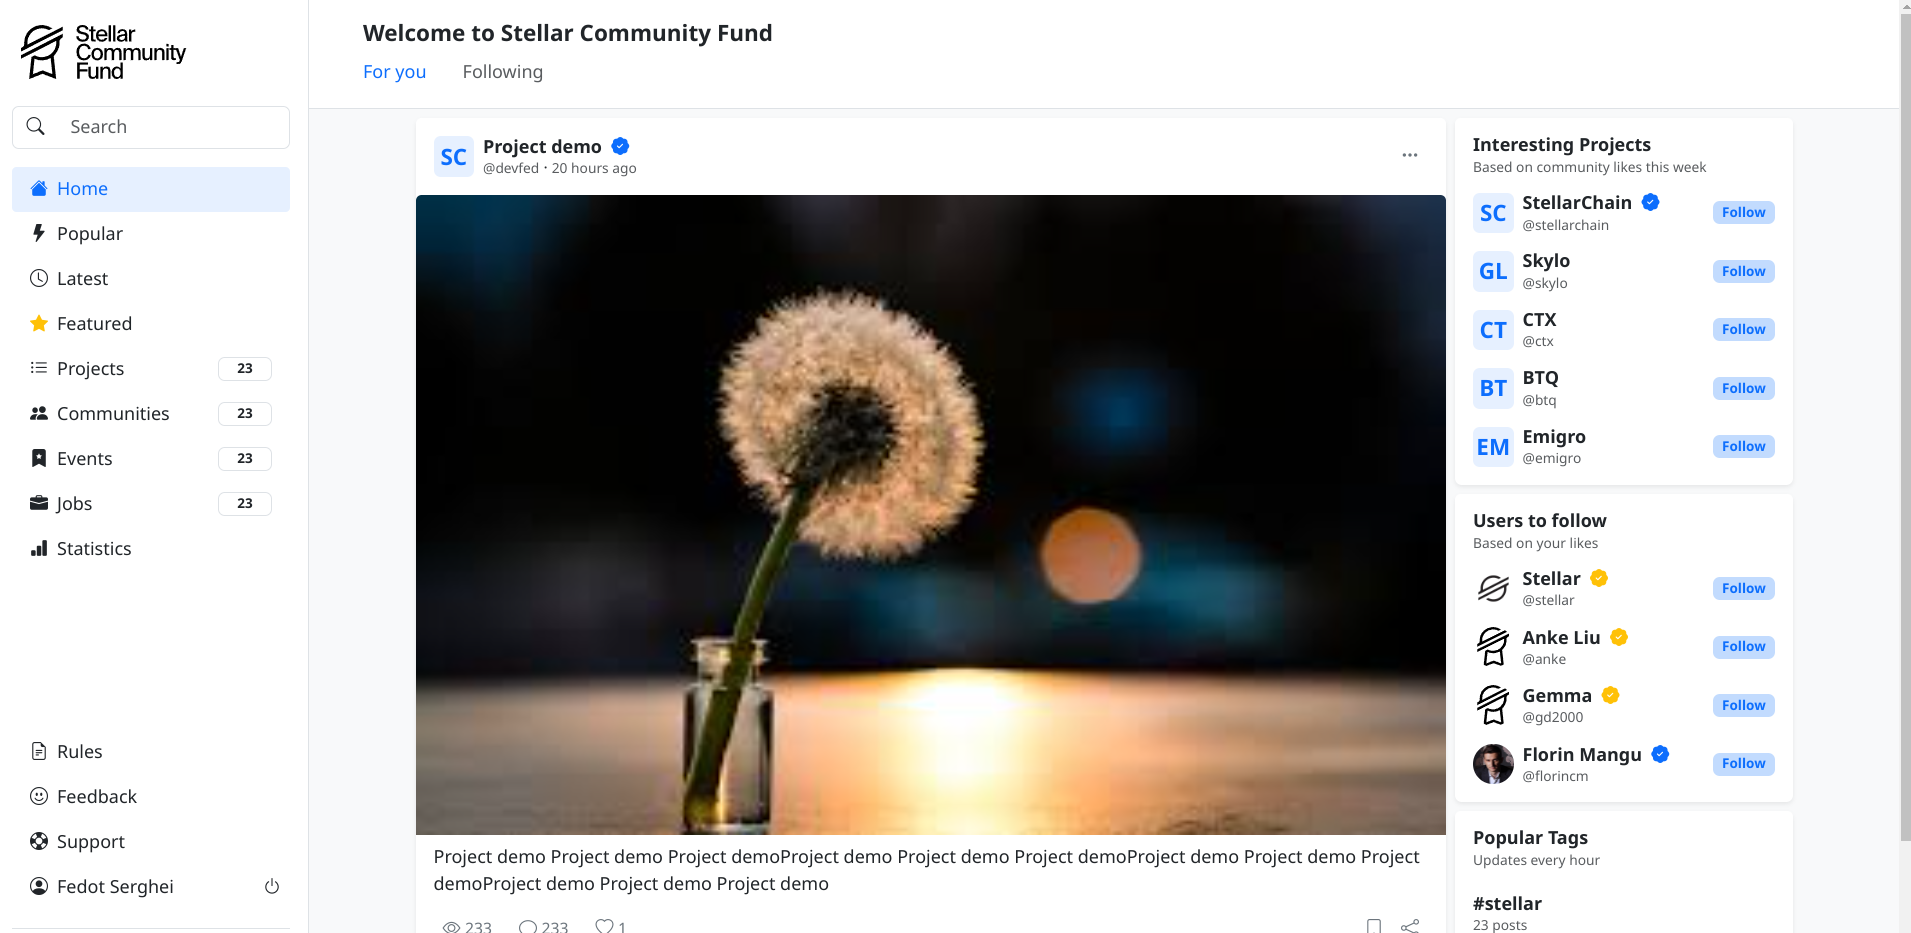 Stellar
Community
Fund
Search
Home
Popular
Latest
Featured
Projects 23
Communities 23
Events 23
Jobs 23
Statistics
Rules
Feedback
Support
Fedot Serghei
Welcome to Stellar Community Fund
For you Following
SC Project demo
@devfed · 20 hours ago
Project demo Project demo Project demoProject demo Project demo Project demoProject demo Project demo Project
demoProject demo Project demo Project demo
233 233 1
Interesting Projects
Based on community likes this week
SC StellarChain Follow
@stellarchain
GL Skylo Follow
@skylo
CT CTX Follow
@ctx
BT BTQ Follow
@btq
EM Emigro Follow
@emigro
Users to follow
Based on your likes
Stellar Follow
@stellar
Anke Liu Follow
@anke
Gemma Follow
@gd2000
Florin Mangu Follow
@florincm
Popular Tags
Updates every hour
#stellar
23 posts